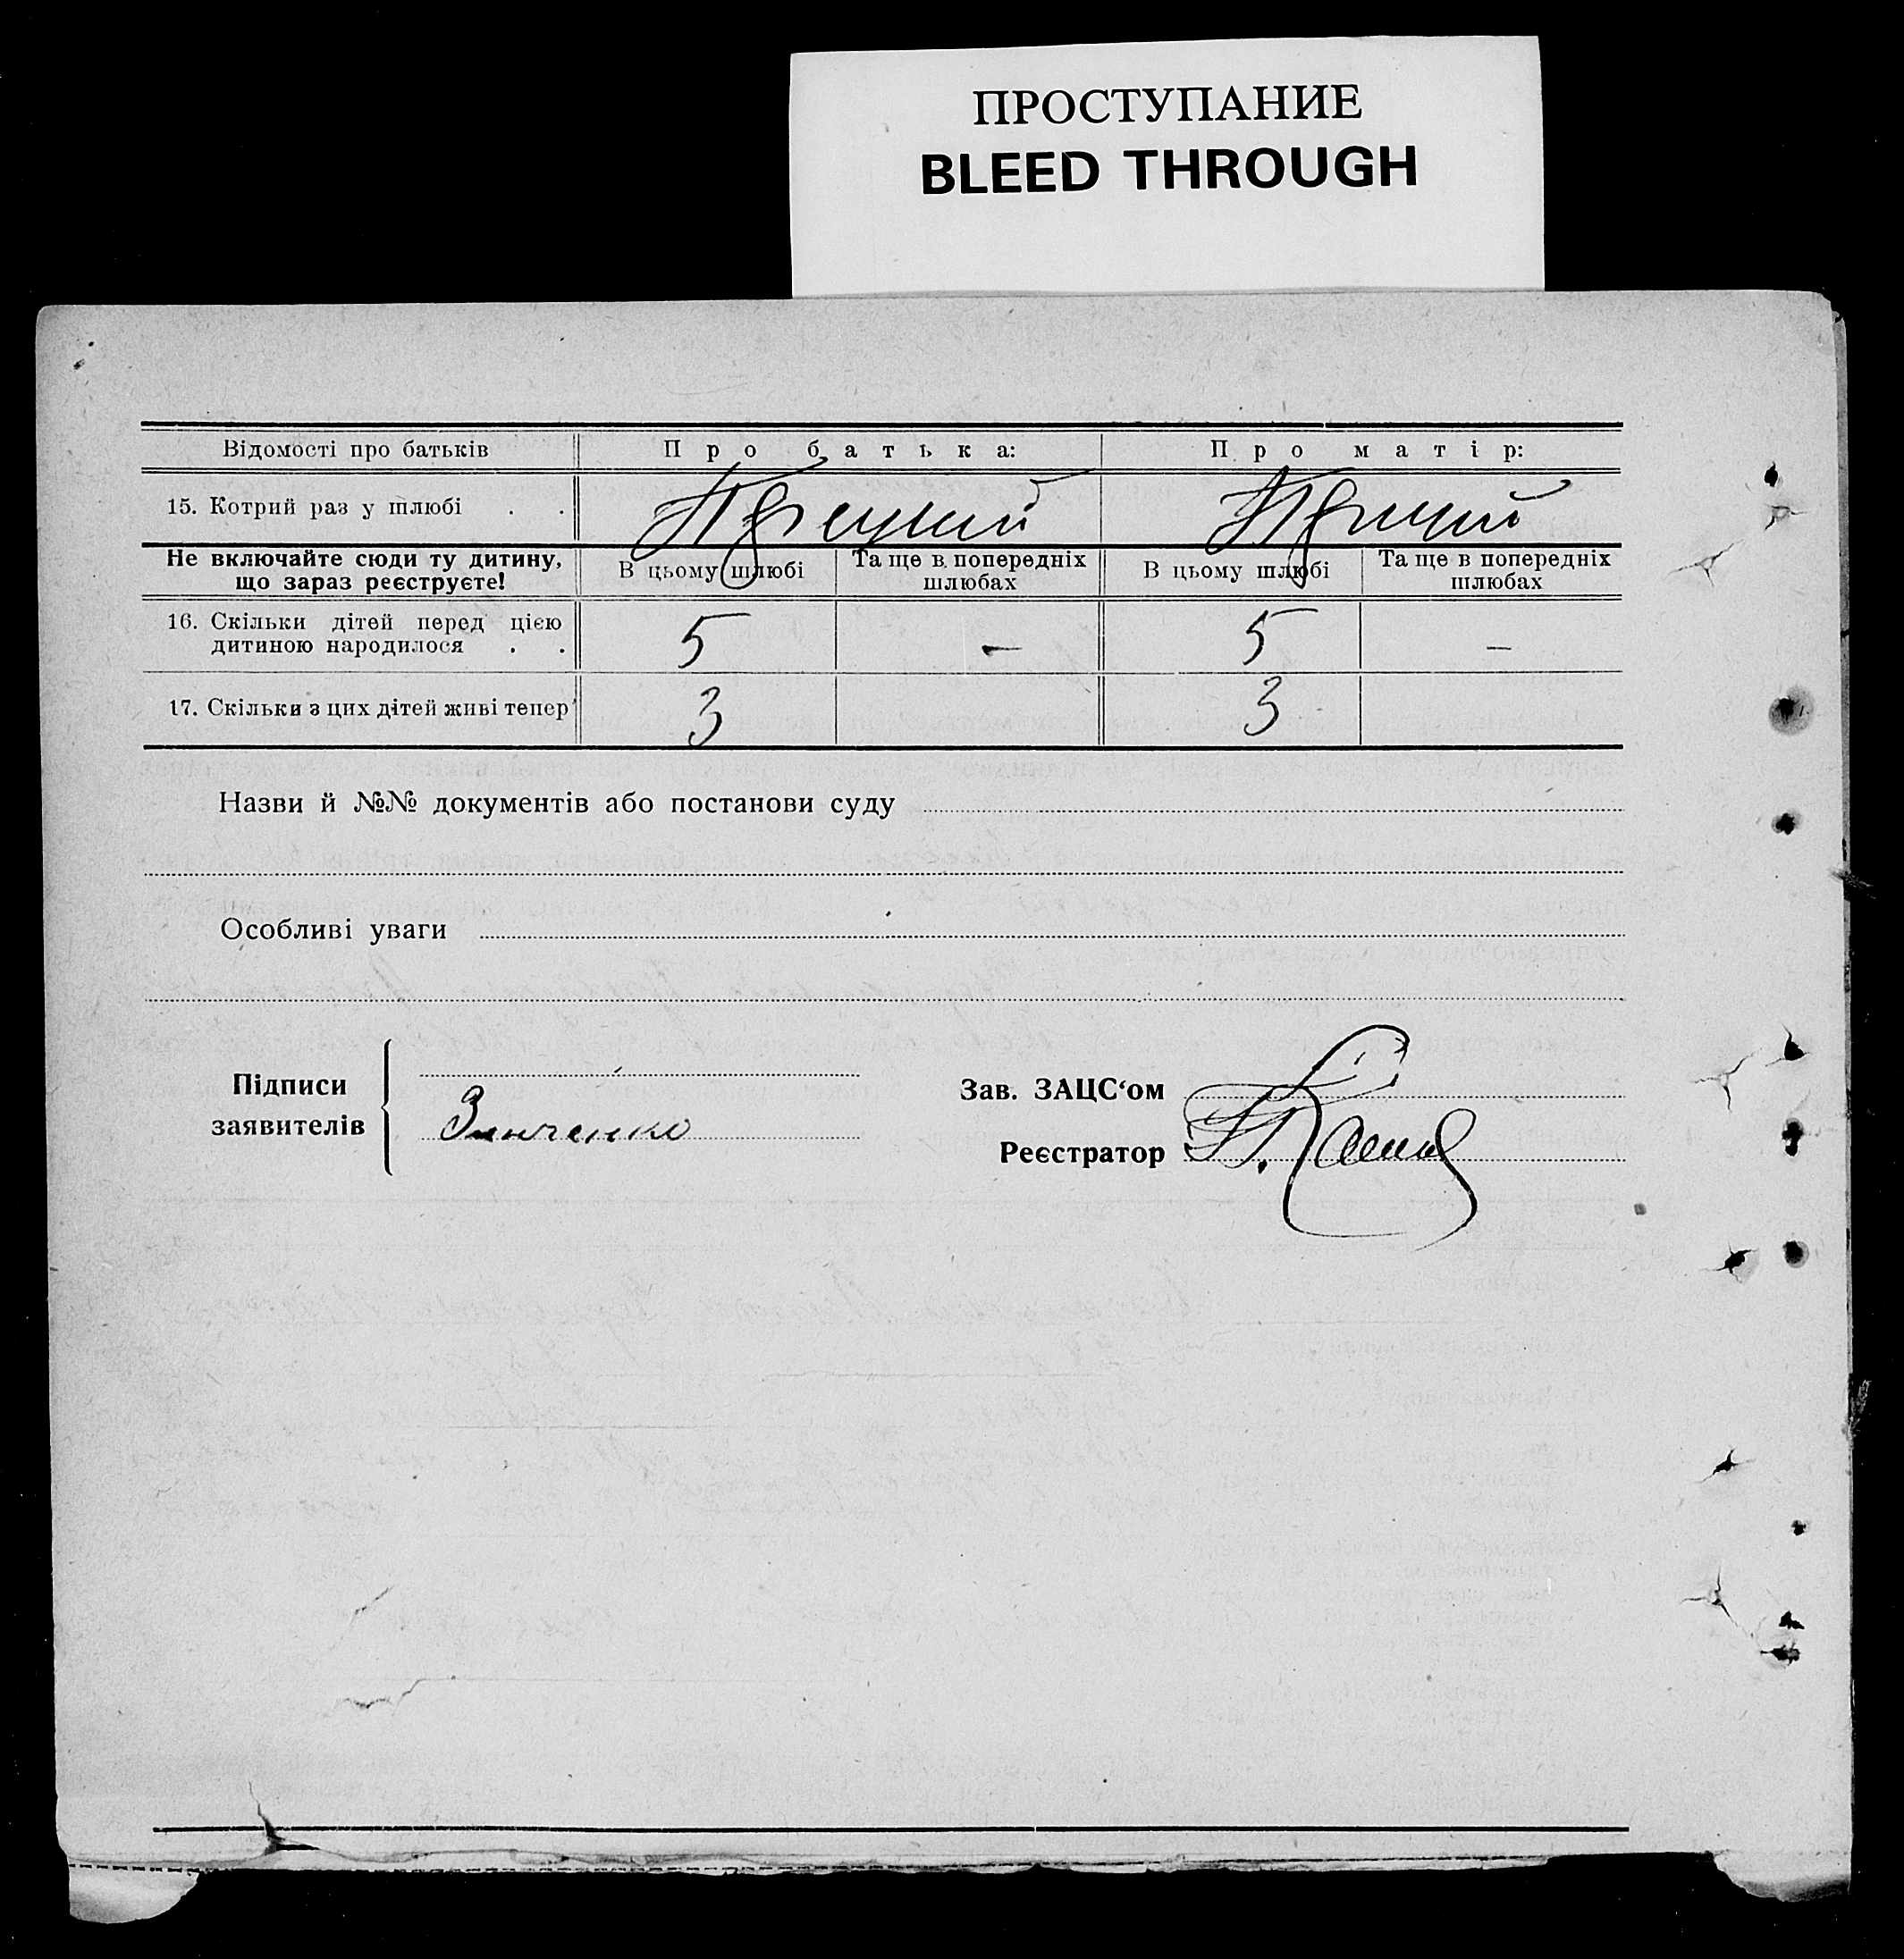 ПРОСТУПАНИЕ
BLEED THROUGH
Відомості про батьків Про батька: Про матір:
15. Котрий раз у шлюбі . .
Не включайте сюди ту дитину, що зараз реєструєте! В цьому шлюбі Та ще в попередніх шлюбах В цьому шлюбі Та ще в попередніх шлюбах
16. Скільки дітей перед цією дитиною народилося . . 5 — 5 —
17. Скільки з цих дітей живі тепер 3 3
Назви й №№ документів або постанови суду
Особливі уваги
Підписи заявителів
Зинченко
Зав. ЗАЦС‘ом
Реєстратор